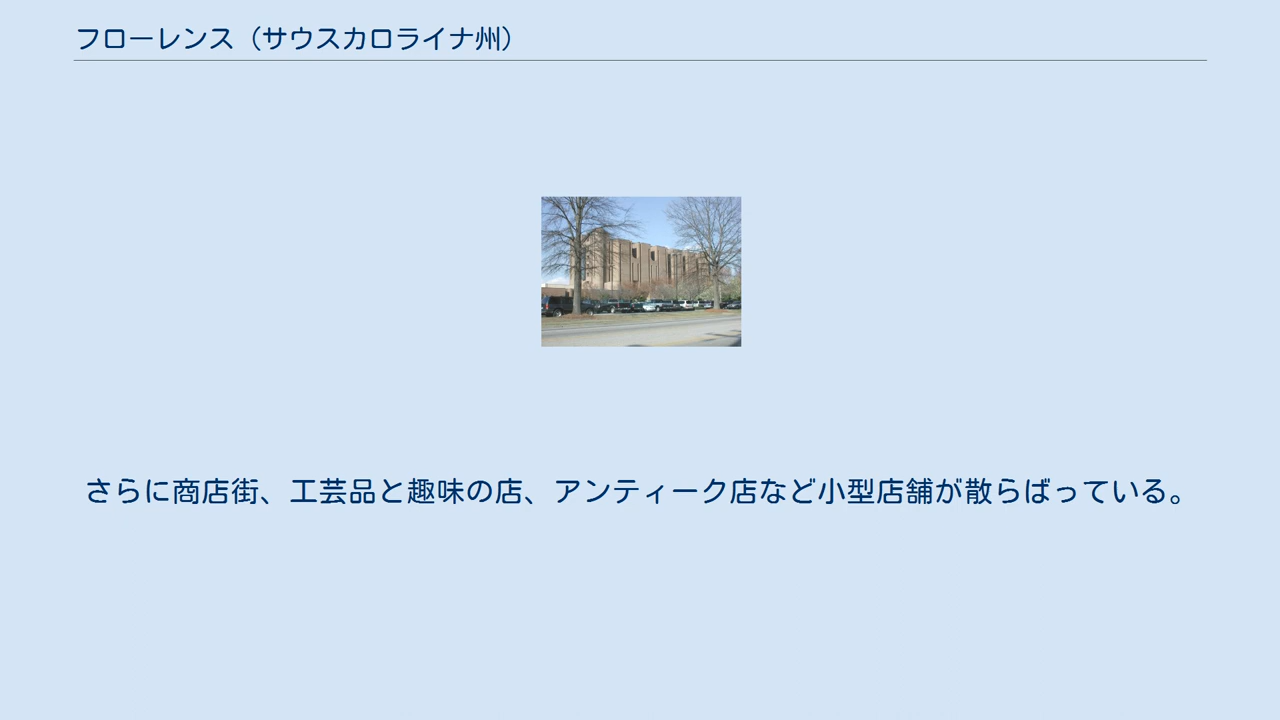 フローレンス（サウスカロライナ州）
さらに商店街、工芸品と趣味の店、アンティーク店など小型店舗が散らばっている。